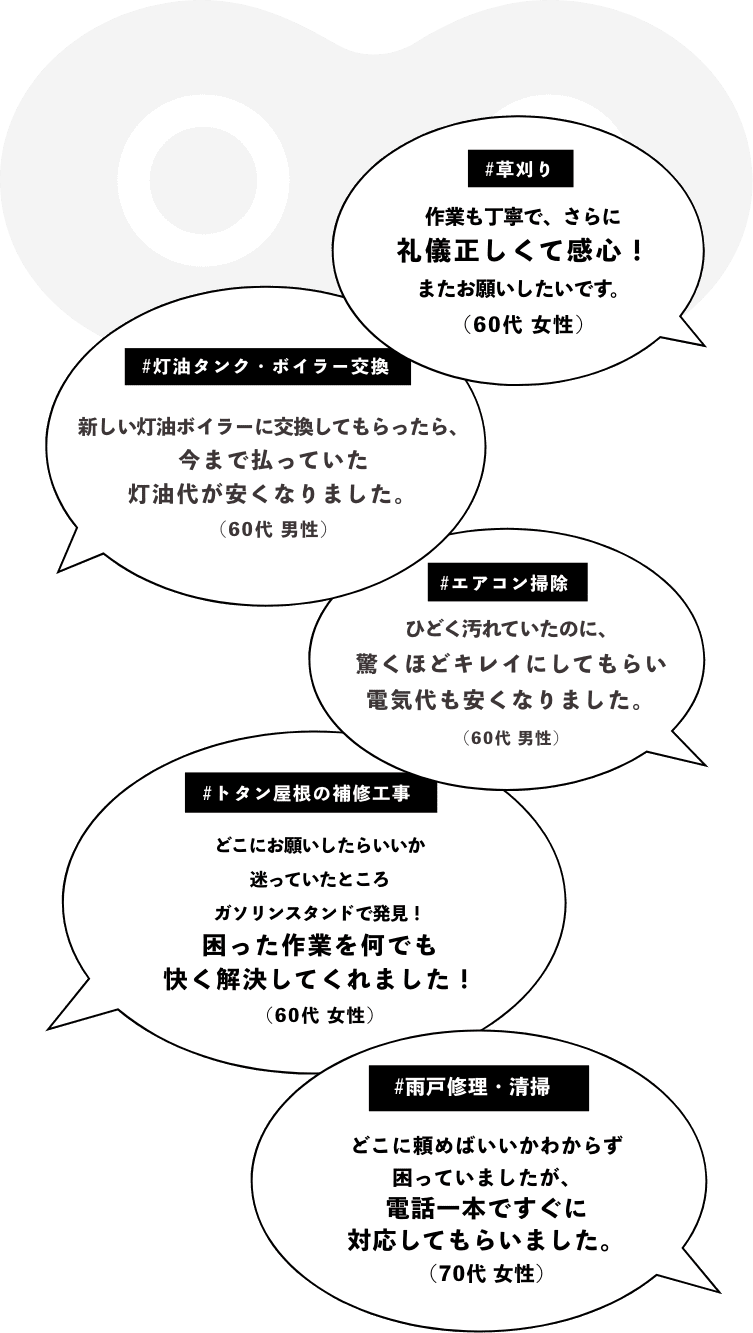 #草刈り
作業も丁寧で、さらに
礼儀正しくて感心！
またお願いしたいです。
（60代 女性）
#灯油タンク・ボイラー交換
新しい灯油ボイラーに交換してもらったら、
今まで払っていた
灯油代が安くなりました。
（60代 男性）
#エアコン掃除
ひどく汚れていたのに、
驚くほどキレイにしてもらい
電気代も安くなりました。
（60代 男性）
#トタン屋根の補修工事
どこにお願いしたらいいか
迷っていたところ
ガソリンスタンドで発見！
困った作業を何でも
快く解決してくれました！
（60代 女性）
#雨戸修理・清掃
どこに頼めばいいかわからず
困っていましたが、
電話一本ですぐに
対応してもらいました。
（70代 女性）